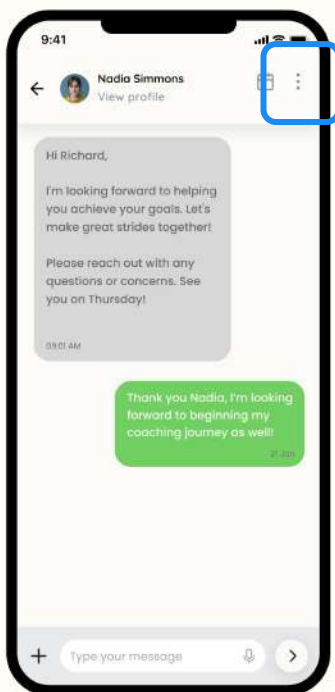 9:41
Nadia Simmons
View profile
Hi Richard,
I'm looking forward to helping
you achieve your goals. Let's
make great strides together!
Please reach out with any
questions or concerns. See
you on Thursday!
09:01 AM
Thank you Nadia, I'm looking
forward to beginning my
coaching journey as well!
21 Jan
Type your message